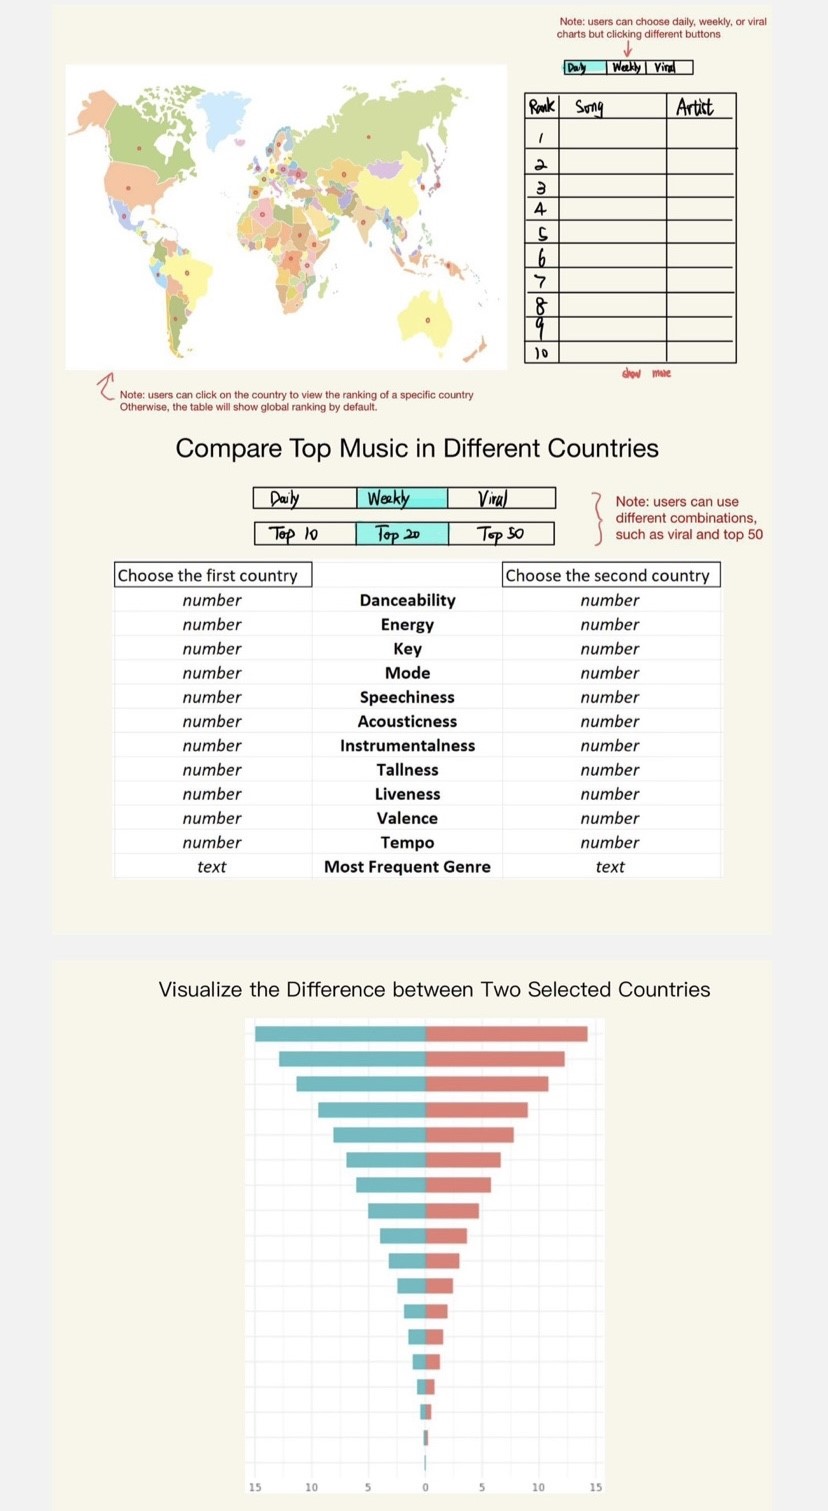 Note: users can choose daily, weekly, or viral
charts but clicking different buttons
Daily Weekly Viral
Rank Song Artist
1
2
3
4
5
6
7
8
9
10
show more
Note: users can click on the country to view the ranking of a specific country
Otherwise, the table will show global ranking by default.
Compare Top Music in Different Countries
Daily Weekly Viral
Top 10 Top 20 Top 50
Note: users can use
different combinations,
such as viral and top 50
Choose the first country Choose the second country
number Danceability number
number Energy number
number Key number
number Mode number
number Speechiness number
number Acousticness number
number Instrumentalness number
number Tallness number
number Liveness number
number Valence number
number Tempo number
text Most Frequent Genre text
Visualize the Difference between Two Selected Countries
15 10 5 0 5 10 15